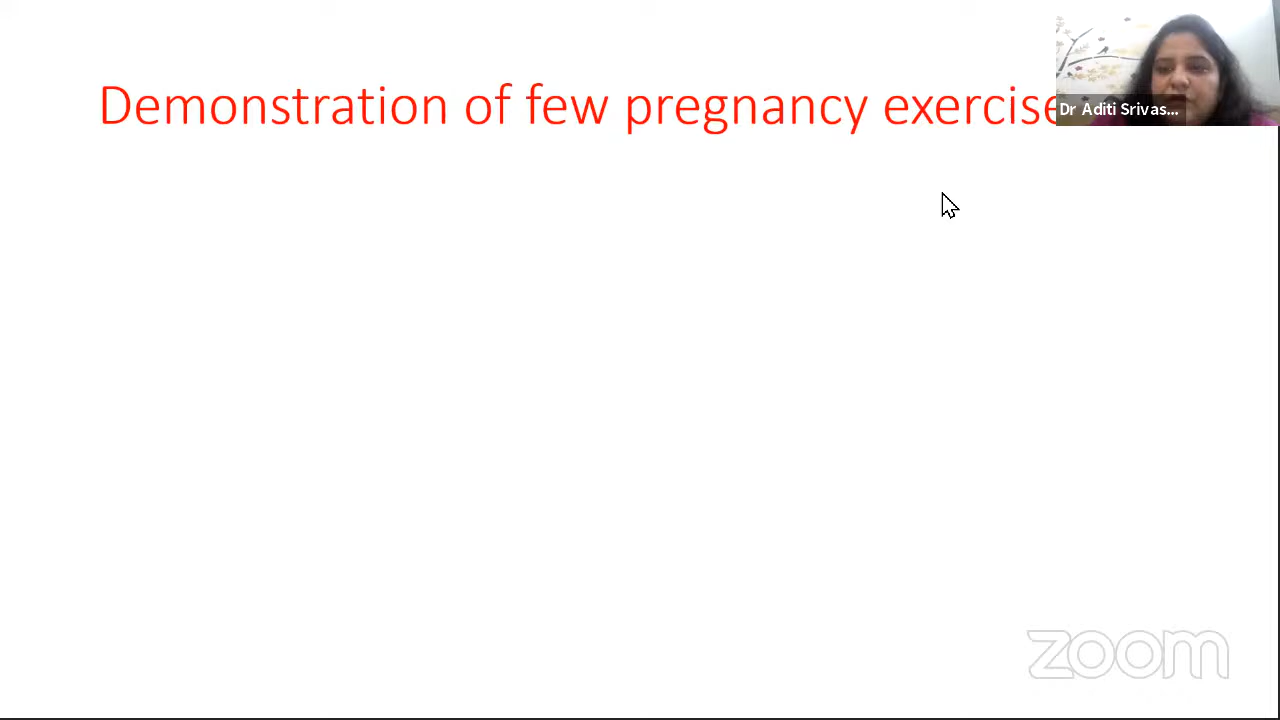 Demonstration of few pregnancy exercise
Dr Aditi Srivas...
zoom